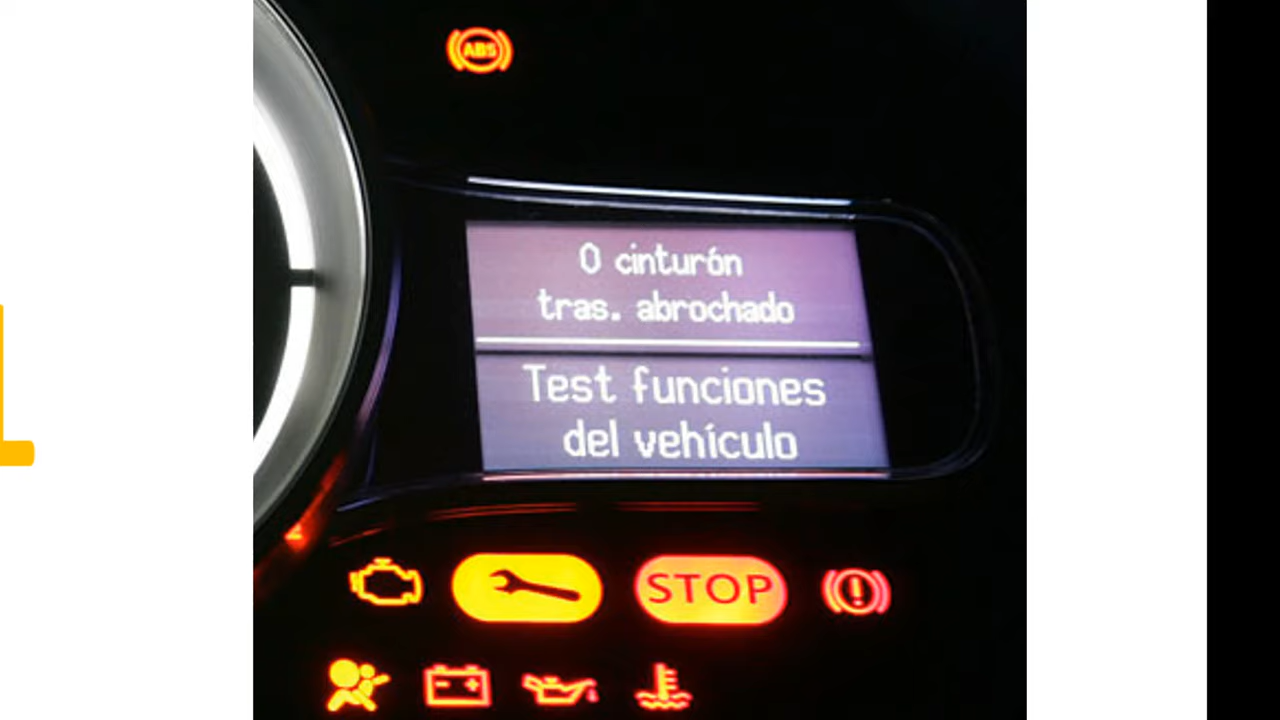 ABS
0 cinturón
tras. abrochado
Test funciones
del vehículo
STOP